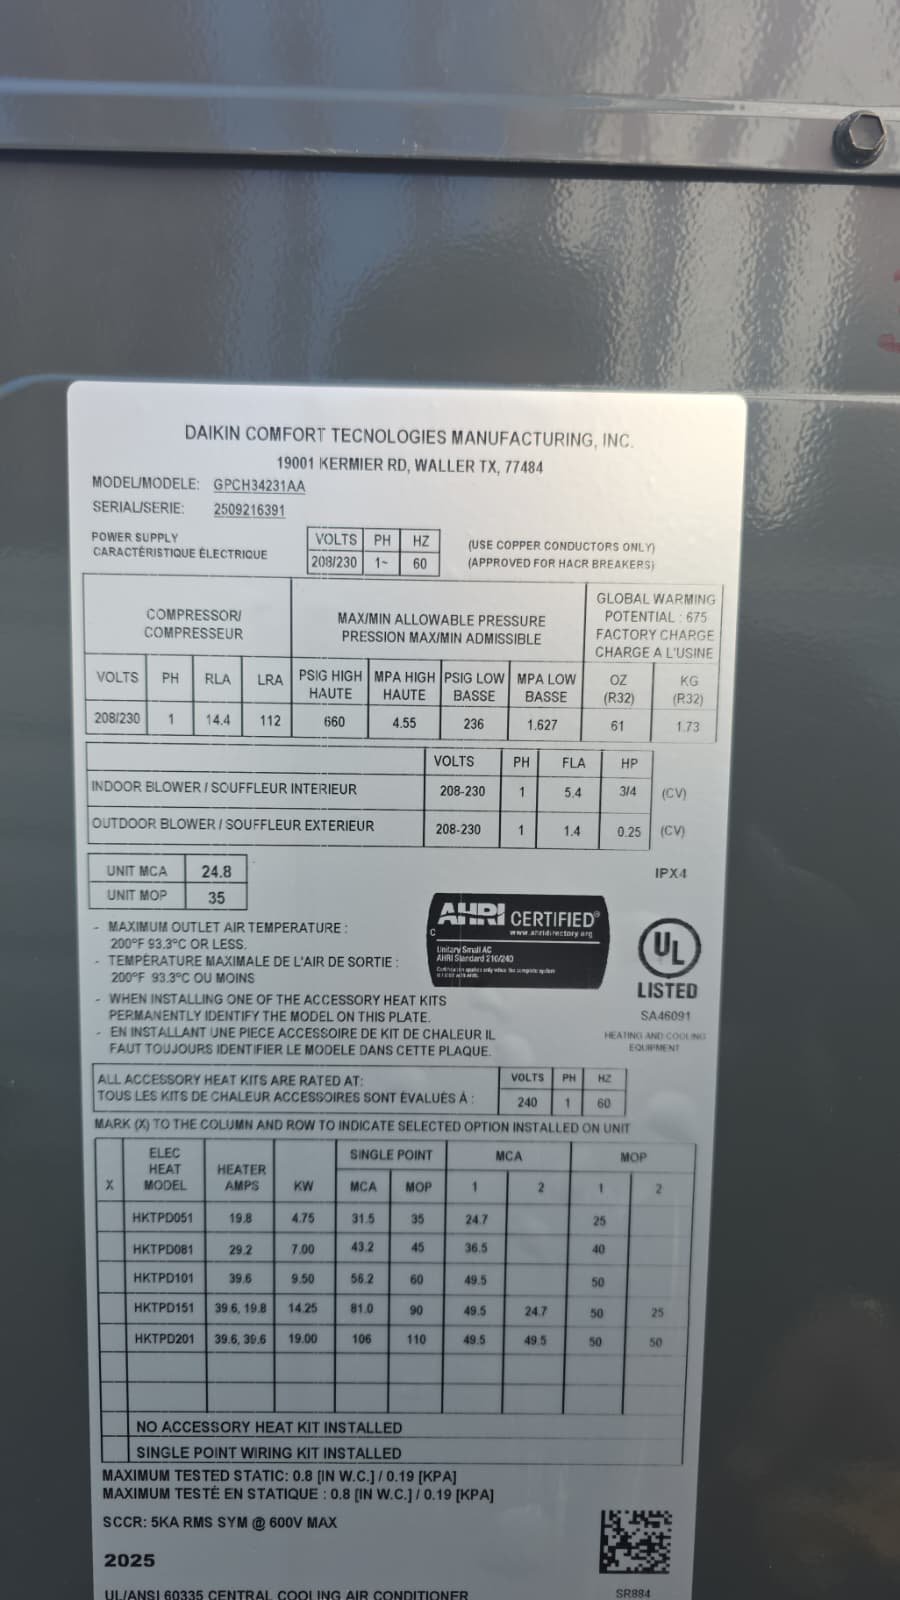 DAIKIN COMFORT TECNOLOGIES MANUFACTURING, INC.
19001 KERMIER RD, WALLER TX, 77484
MODEL/MODELE: GPCH34231AA
SERIAL/SERIE: 2509216391
POWER SUPPLY
CARACTÉRISTIQUE ÉLECTRIQUE
VOLTS PH HZ
208/230 1~ 60
(USE COPPER CONDUCTORS ONLY)
(APPROVED FOR HACR BREAKERS)
COMPRESSOR/
COMPRESSEUR
MAX/MIN ALLOWABLE PRESSURE
PRESSION MAX/MIN ADMISSIBLE
GLOBAL WARMING
POTENTIAL : 675
FACTORY CHARGE
CHARGE A L'USINE
VOLTS PH RLA LRA PSIG HIGH HAUTE MPA HIGH HAUTE PSIG LOW BASSE MPA LOW BASSE OZ (R32) KG (R32)
208/230 1 14.4 112 660 4.55 236 1.627 61 1.73
VOLTS PH FLA HP
INDOOR BLOWER / SOUFFLEUR INTERIEUR 208-230 1 5.4 3/4 (CV)
OUTDOOR BLOWER / SOUFFLEUR EXTERIEUR 208-230 1 1.4 0.25 (CV)
UNIT MCA 24.8
UNIT MOP 35
IPX4
- MAXIMUM OUTLET AIR TEMPERATURE :
200°F 93.3°C OR LESS.
- TEMPÉRATURE MAXIMALE DE L'AIR DE SORTIE :
200°F 93.3°C OU MOINS
- WHEN INSTALLING ONE OF THE ACCESSORY HEAT KITS
PERMANENTLY IDENTIFY THE MODEL ON THIS PLATE.
- EN INSTALLANT UNE PIECE ACCESSOIRE DE KIT DE CHALEUR IL
FAUT TOUJOURS IDENTIFIER LE MODELE DANS CETTE PLAQUE.
C
AHRI CERTIFIED®
www.ahridirectory.org
Unitary Small AC
AHRI Standard 210/240
UL
LISTED
SA46091
HEATING AND COOLING
EQUIPMENT
ALL ACCESSORY HEAT KITS ARE RATED AT:
TOUS LES KITS DE CHALEUR ACCESSOIRES SONT ÉVALUÉS À :
VOLTS PH HZ
240 1 60
MARK (X) TO THE COLUMN AND ROW TO INDICATE SELECTED OPTION INSTALLED ON UNIT
X ELEC HEAT MODEL HEATER AMPS KW SINGLE POINT MCA MOP
MCA MOP 1 2 1 2
HKTPD051 19.8 4.75 31.5 35 24.7 25
HKTPD081 29.2 7.00 43.2 45 36.5 40
HKTPD101 39.6 9.50 56.2 60 49.5 50
HKTPD151 39.6, 19.8 14.25 81.0 90 49.5 24.7 50 25
HKTPD201 39.6, 39.6 19.00 106 110 49.5 49.5 50 50
NO ACCESSORY HEAT KIT INSTALLED
SINGLE POINT WIRING KIT INSTALLED
MAXIMUM TESTED STATIC: 0.8 [IN W.C.] / 0.19 [KPA]
MAXIMUM TESTÉ EN STATIQUE : 0.8 [IN W.C.] / 0.19 [KPA]
SCCR: 5KA RMS SYM @ 600V MAX
2025
UL/ANSI 60335 CENTRAL COOLING AIR CONDITIONER
SR884